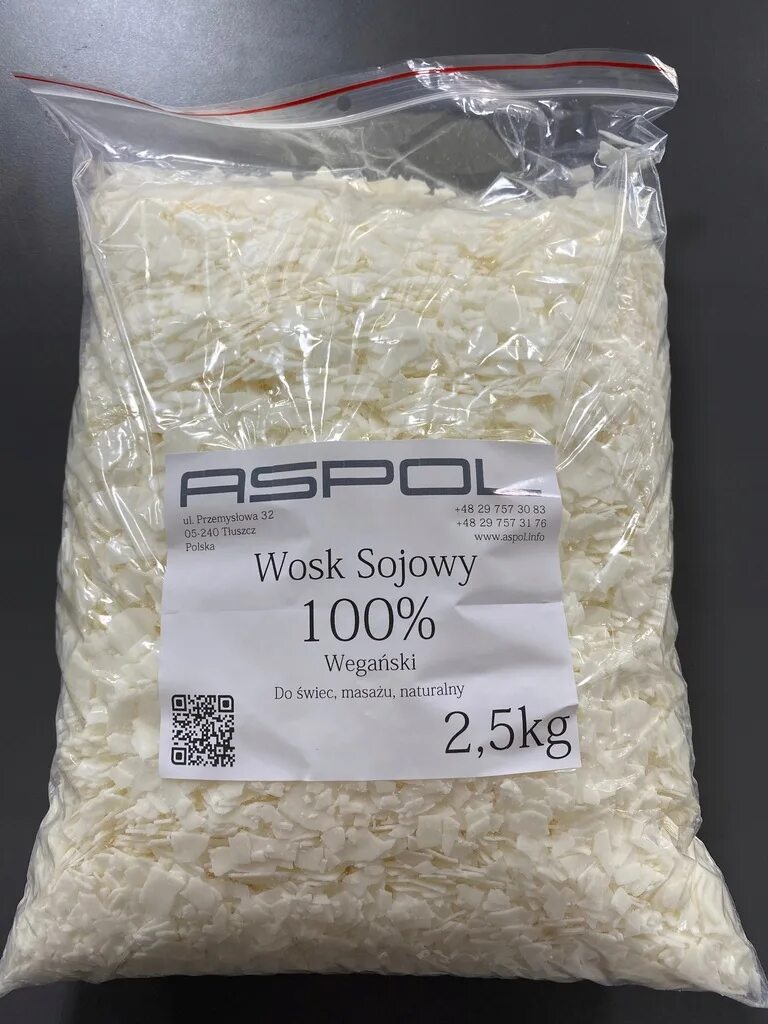 ASPOL
ul. Przemysłowa 32
05-240 Tłuszcz
Polska
+48 29 757 30 83
+48 29 757 31 76
www.aspol.info
Wosk Sojowy
100%
Wegański
Do świec, masażu, naturalny
2,5kg